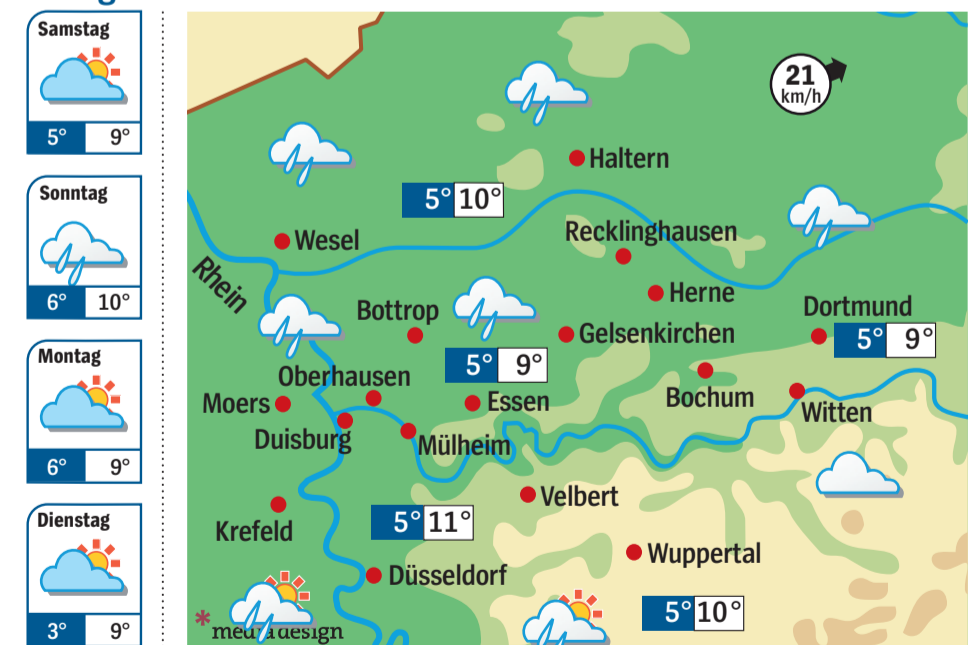 Samstag
5° 9°
Sonntag
6° 10°
Montag
6° 9°
Dienstag
3° 9°
21
km/h
Haltern
5° 10°
Recklinghausen
Wesel
Rhein
Herne
Bottrop
Dortmund
Gelsenkirchen
5° 9°
5° 9°
Oberhausen
Bochum
Moers
Essen
Witten
Duisburg
Mülheim
Velbert
Krefeld
5° 11°
Wuppertal
Düsseldorf
5° 10°
* mediadesign